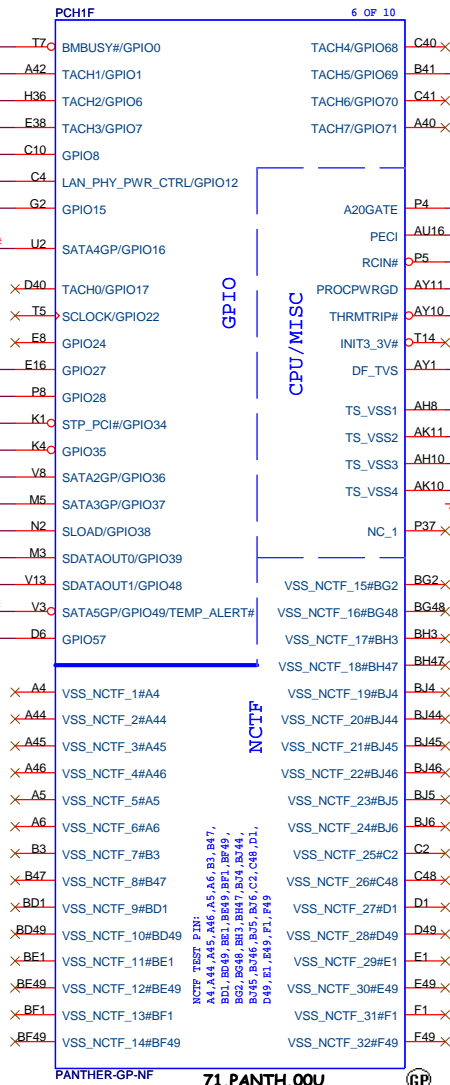 PCH1F 6 OF 10
T7 BMBUSY#/GPIO0 TACH4/GPIO68 C40
A42 TACH1/GPIO1 TACH5/GPIO69 B41
H36 TACH2/GPIO6 TACH6/GPIO70 C41
E38 TACH3/GPIO7 TACH7/GPIO71 A40
C10 GPIO8
C4 LAN_PHY_PWR_CTRL/GPIO12
G2 GPIO15 A20GATE P4
PECI AU16
U2 SATA4GP/GPIO16
RCIN# P5
D40 TACH0/GPIO17 PROCPWRGD AY11
T5 SCLOCK/GPIO22 THRMTRIP# AY10
E8 GPIO24 INIT3_3V# T14
E16 GPIO27 DF_TVS AY1
P8 GPIO28
TS_VSS1 AH8
K1 STP_PCI#/GPIO34
TS_VSS2 AK11
K4 GPIO35
TS_VSS3 AH10
V8 SATA2GP/GPIO36
TS_VSS4 AK10
M5 SATA3GP/GPIO37
N2 SLOAD/GPIO38 NC_1 P37
M3 SDATAOUT0/GPIO39
V13 SDATAOUT1/GPIO48 VSS_NCTF_15#BG2 BG2
V3 SATA5GP/GPIO49/TEMP_ALERT# VSS_NCTF_16#BG48 BG48
D6 GPIO57 VSS_NCTF_17#BH3 BH3
VSS_NCTF_18#BH47 BH47
A4 VSS_NCTF_1#A4 VSS_NCTF_19#BJ4 BJ4
A44 VSS_NCTF_2#A44 VSS_NCTF_20#BJ44 BJ44
A45 VSS_NCTF_3#A45 VSS_NCTF_21#BJ45 BJ45
A46 VSS_NCTF_4#A46 VSS_NCTF_22#BJ46 BJ46
A5 VSS_NCTF_5#A5 VSS_NCTF_23#BJ5 BJ5
A6 VSS_NCTF_6#A6 VSS_NCTF_24#BJ6 BJ6
B3 VSS_NCTF_7#B3 VSS_NCTF_25#C2 C2
B47 VSS_NCTF_8#B47 VSS_NCTF_26#C48 C48
BD1 VSS_NCTF_9#BD1 VSS_NCTF_27#D1 D1
BD49 VSS_NCTF_10#BD49 VSS_NCTF_28#D49 D49
BE1 VSS_NCTF_11#BE1 VSS_NCTF_29#E1 E1
BE49 VSS_NCTF_12#BE49 VSS_NCTF_30#E49 E49
BF1 VSS_NCTF_13#BF1 VSS_NCTF_31#F1 F1
BF49 VSS_NCTF_14#BF49 VSS_NCTF_32#F49 F49
GPIO
CPU/MISC
NCTF
NCTF TEST PIN:
A4,A44,A45,A46,A5,A6,B3,B47,
BD1,BD49,BE1,BE49,BF1,BF49,
BG2,BG48,BH3,BH47,BJ4,BJ44,
BJ45,BJ46,BJ5,BJ6,C2,C48,D1,
D49,E1,E49,F1,F49
PANTHER-GP-NF 71.PANTH.00U GP